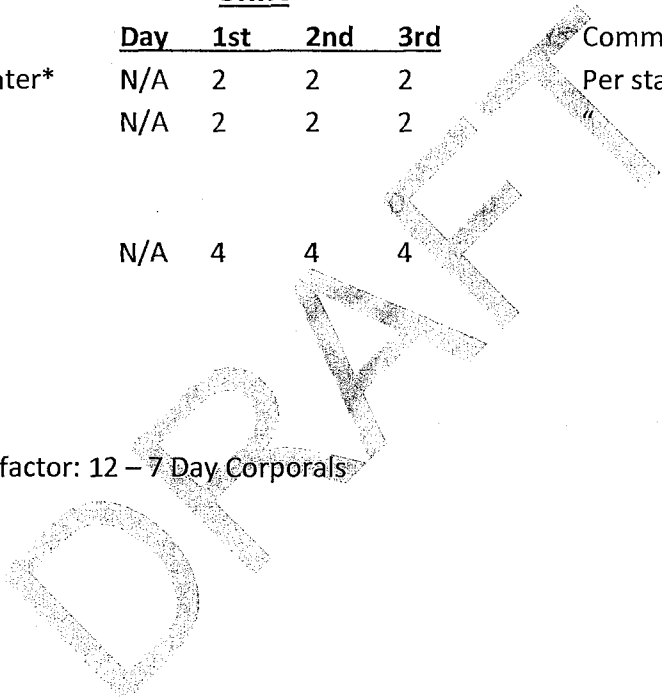 Day 1st 2nd 3rd Comm
nter* N/A 2 2 2 Per sta
N/A 2 2 2 "
N/A 4 4 4
factor: 12 – 7 Day Corporals
DRAFT